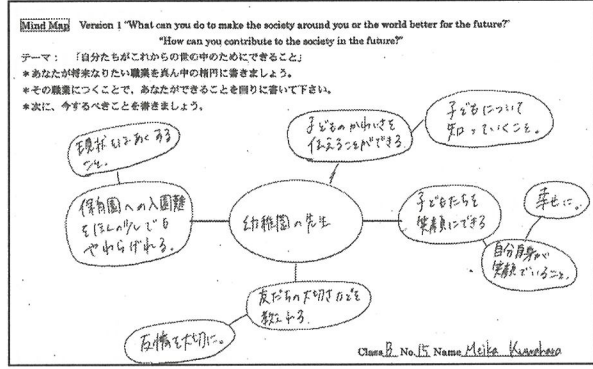 Mind Map Version 1 "What can you do to make the society around you or the world better for the future?"
"How can you contribute to the society in the future?"
テーマ： 「自分たちがこれからの世の中のためにできること」
＊あなたが将来なりたい職業を真ん中の楕円に書きましょう。
＊その職業につくことで、あなたができることを回りに書いて下さい。
＊次に、今するべきことを書きましょう。
子どものかわいさを
伝えることができる
子どもについて
知っていくこと。
現状をはあくする
こと。
保育園への入園難
をほんの少しでも
やわらげれる。
幼稚園の先生
子どもたちを
笑顔にできる
幸せに。
自分自身が
笑顔でいること。
友だちの大切さなどを
教えれる
友情を大切に。
Class B No. 15 Name Meika